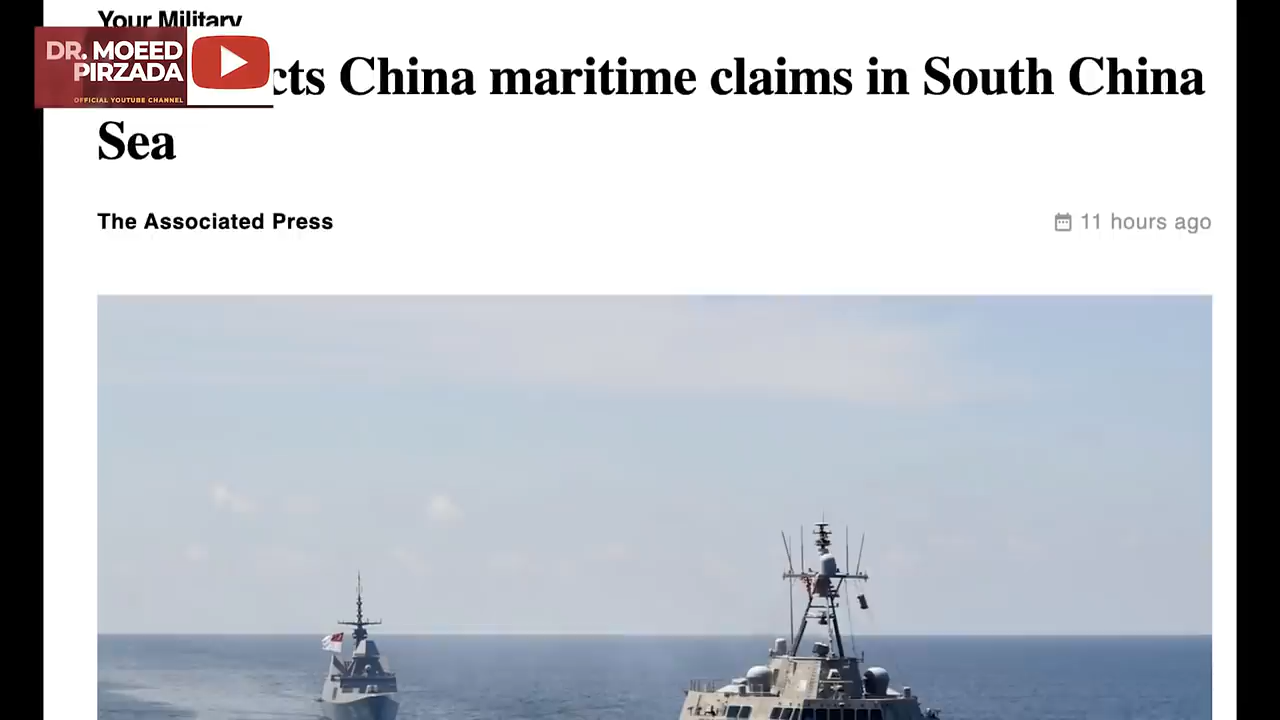 Your Military
DR. MOEED
PIRZADA
OFFICIAL YOUTUBE CHANNEL
China maritime claims in South China
Sea
The Associated Press
11 hours ago